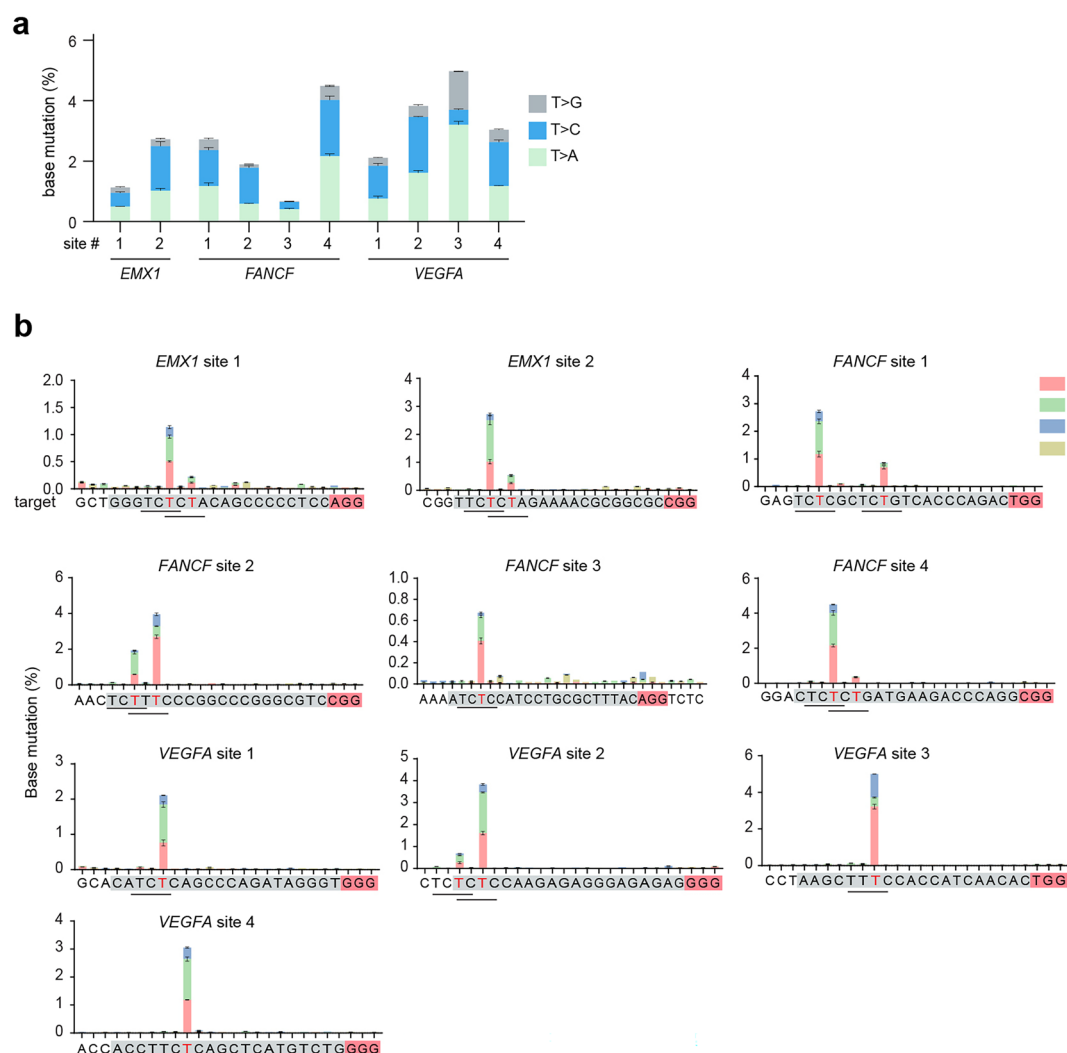 a
6
4
2
0
base mutation (%)
T>G
T>C
T>A
site # 1 2 1 2 3 4 1 2 3 4
EMX1 FANCF VEGFA
b
EMX1 site 1
2.0
1.5
1.0
0.5
0.0
target GCTGGGTCTCTACAGCCCCCTCCAGG
EMX1 site 2
4
3
2
1
0
CGGTTCTCTAGAAAACGCGGCGCCGG
FANCF site 1
4
3
2
1
0
GAGTCTCGCTCTGTCACCCAGACTGG
Base mutation (%)
FANCF site 2
6
4
2
0
AACTCTTTCCCGGCCCGGGCGTCCGG
FANCF site 3
1.0
0.8
0.6
0.4
0.2
0.0
AAAATCTCCATCCTGCGCTTTACAGGTCTC
FANCF site 4
6
4
2
0
GGACTCTCTGATGAAGACCCAGGCGG
VEGFA site 1
3
2
1
0
GCACATCTCAGCCCAGATAGGGTGGG
VEGFA site 2
5
4
3
2
1
0
CTCTCTCCAAGAGAGGGAGAGAGGGG
VEGFA site 3
6
4
2
0
CCTAAGCTTTTCCACCATCAACACTGG
VEGFA site 4
4
3
2
1
0
ACCACCTTCTCAGCTCATGTCTGGGG